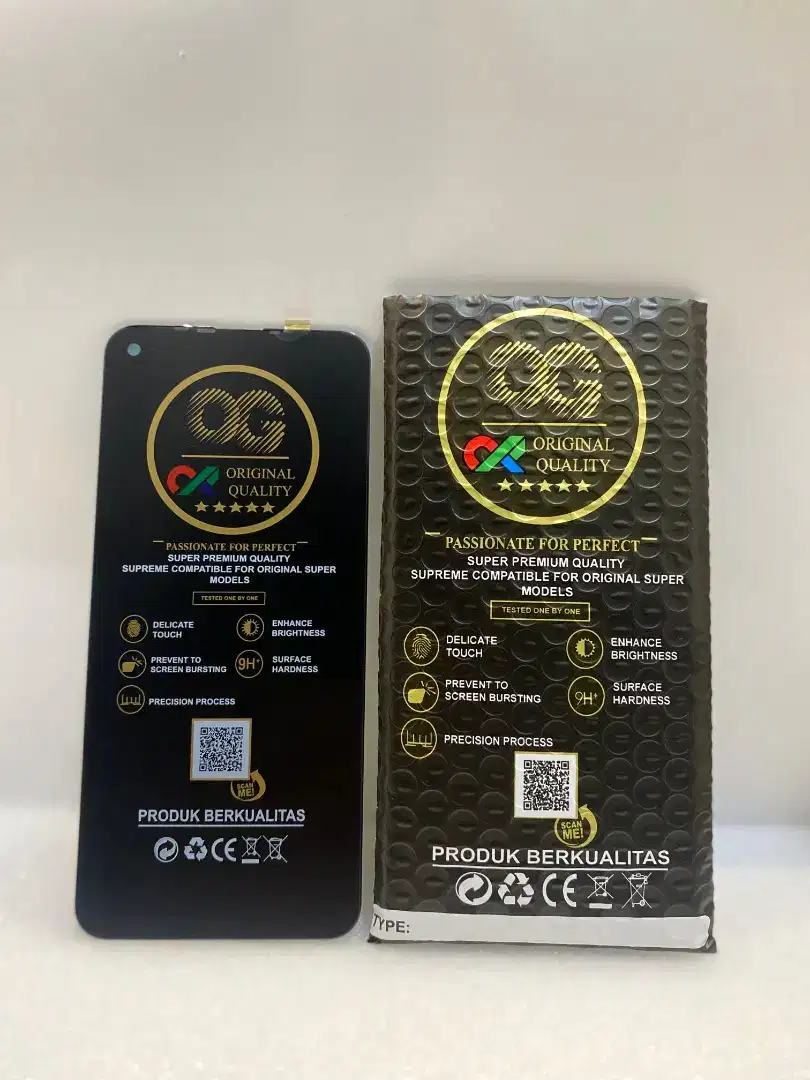 OG
ORIGINAL
QUALITY
PASSIONATE FOR PERFECT
SUPER PREMIUM QUALITY
SUPREME COMPATIBLE FOR ORIGINAL SUPER
MODELS
TESTED ONE BY ONE
DELICATE
TOUCH
ENHANCE
BRIGHTNESS
PREVENT TO
SCREEN BURSTING
9H+
SURFACE
HARDNESS
PRECISION PROCESS
SCAN
ME!
PRODUK BERKUALITAS
CE
OG
ORIGINAL
QUALITY
PASSIONATE FOR PERFECT
SUPER PREMIUM QUALITY
SUPREME COMPATIBLE FOR ORIGINAL SUPER
MODELS
TESTED ONE BY ONE
DELICATE
TOUCH
ENHANCE
BRIGHTNESS
PREVENT TO
SCREEN BURSTING
9H+
SURFACE
HARDNESS
PRECISION PROCESS
SCAN
ME!
PRODUK BERKUALITAS
CE
TYPE: